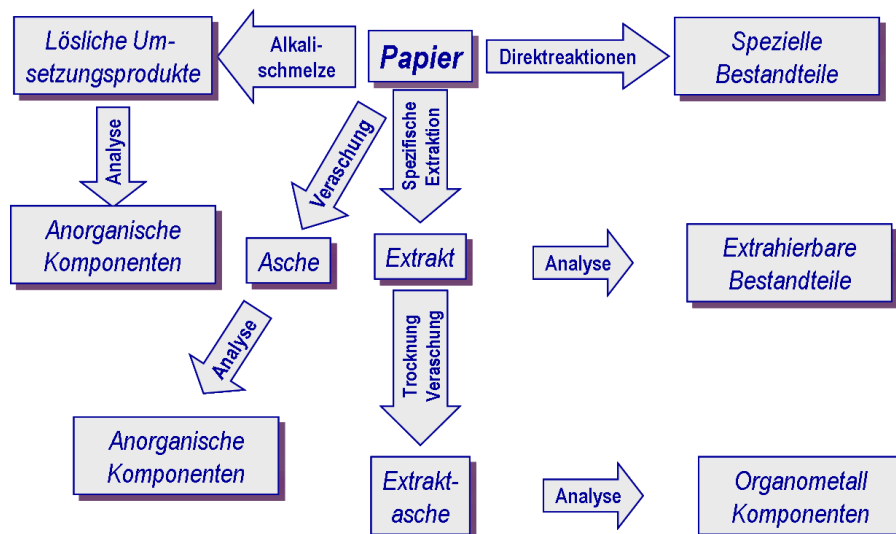 Lösliche Um-
setzungsprodukte
Alkali-
schmelze
Papier
Direktreaktionen
Spezielle
Bestandteile
Analyse
Veraschung
Spezifische
Extraktion
Anorganische
Komponenten
Asche
Extrakt
Analyse
Extrahierbare
Bestandteile
Analyse
Trocknung
Veraschung
Anorganische
Komponenten
Extrakt-
asche
Analyse
Organometall
Komponenten